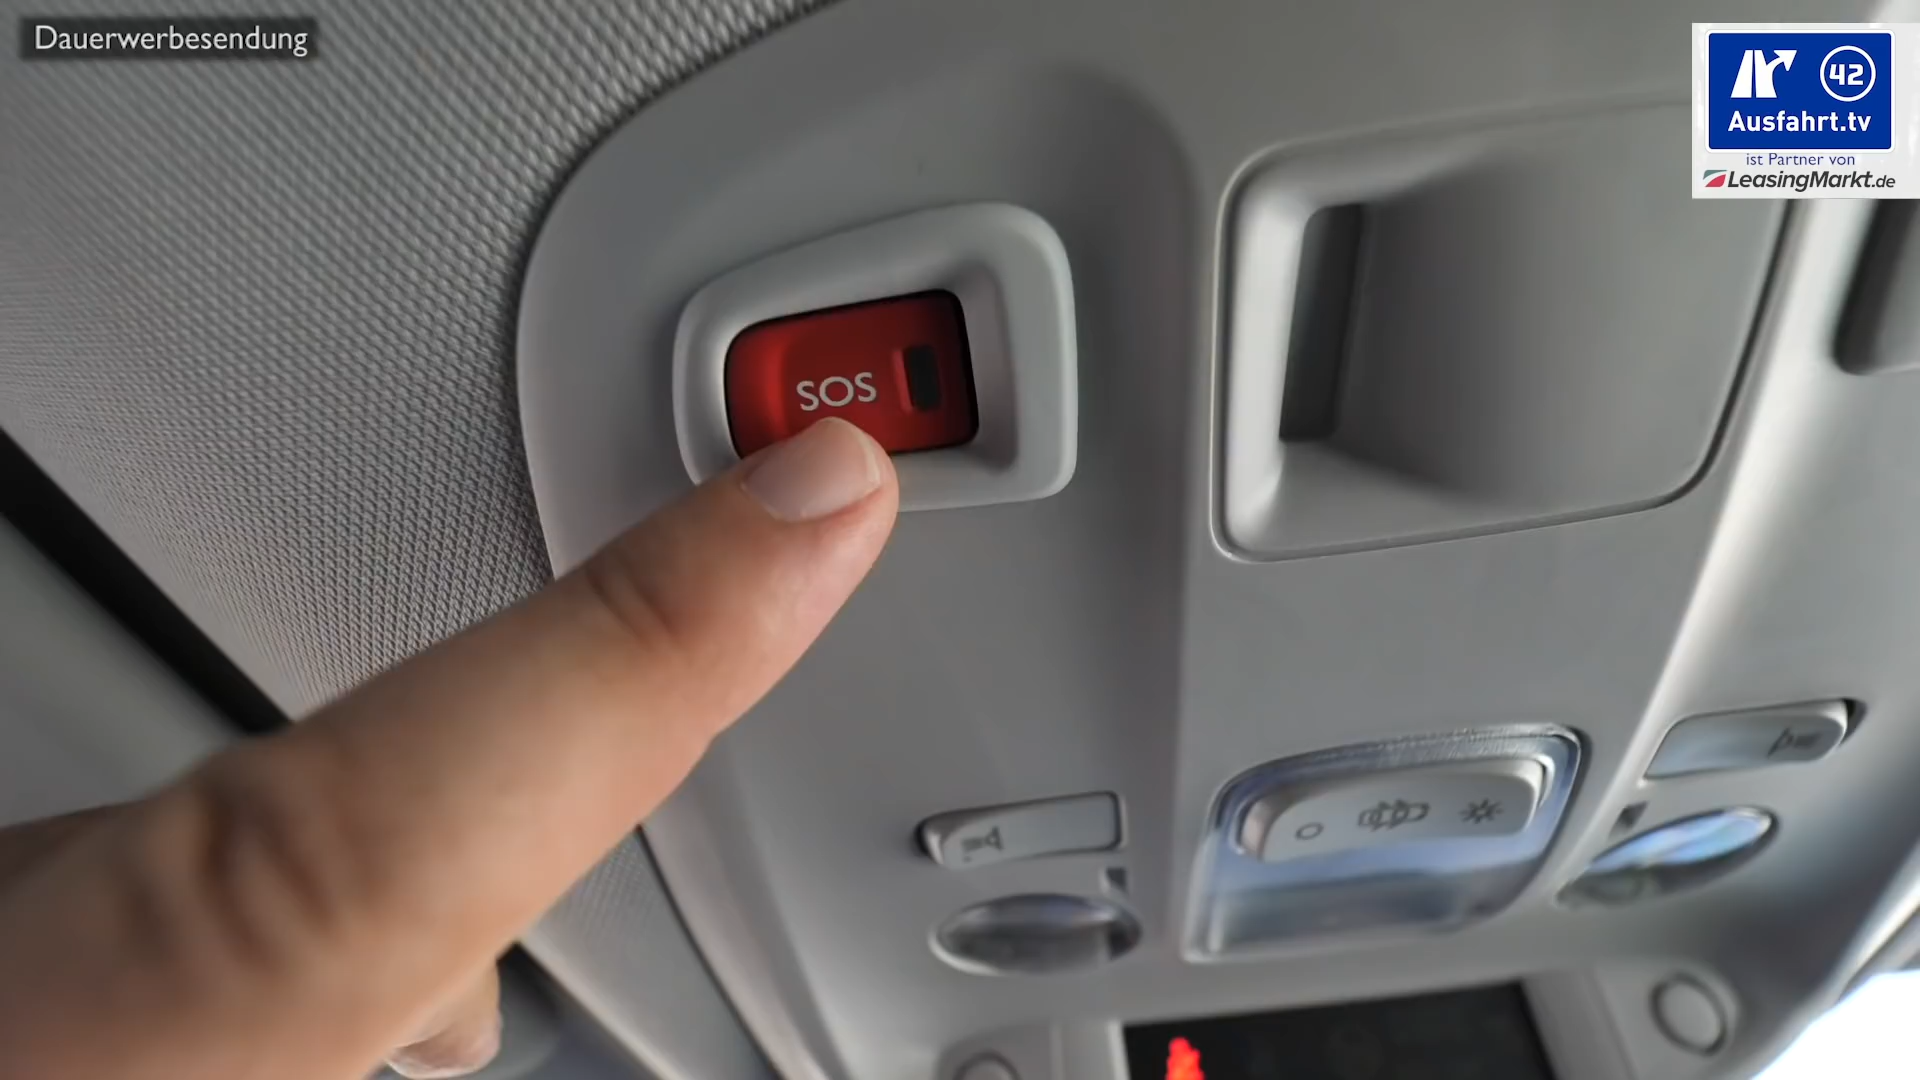 Dauerwerbesendung
42
Ausfahrt.tv
ist Partner von
LeasingMarkt.de
SOS